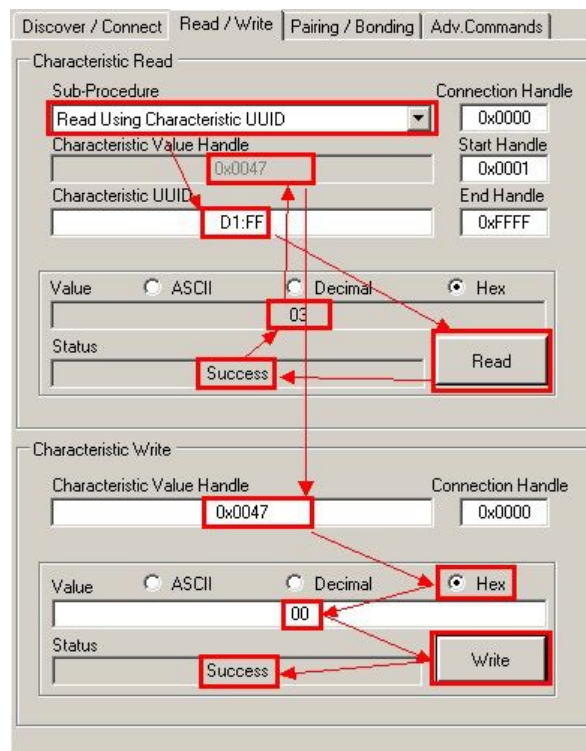 Discover / Connect Read / Write Pairing / Bonding Adv.Commands
Characteristic Read
Sub-Procedure Connection Handle
Read Using Characteristic UUID 0x0000
Characteristic Value Handle Start Handle
0x0047 0x0001
Characteristic UUID End Handle
D1:FF 0xFFFF
Value ASCII Decimal Hex
03
Status
Success Read
Characteristic Write
Characteristic Value Handle Connection Handle
0x0047 0x0000
Value ASCII Decimal Hex
00
Status
Success Write